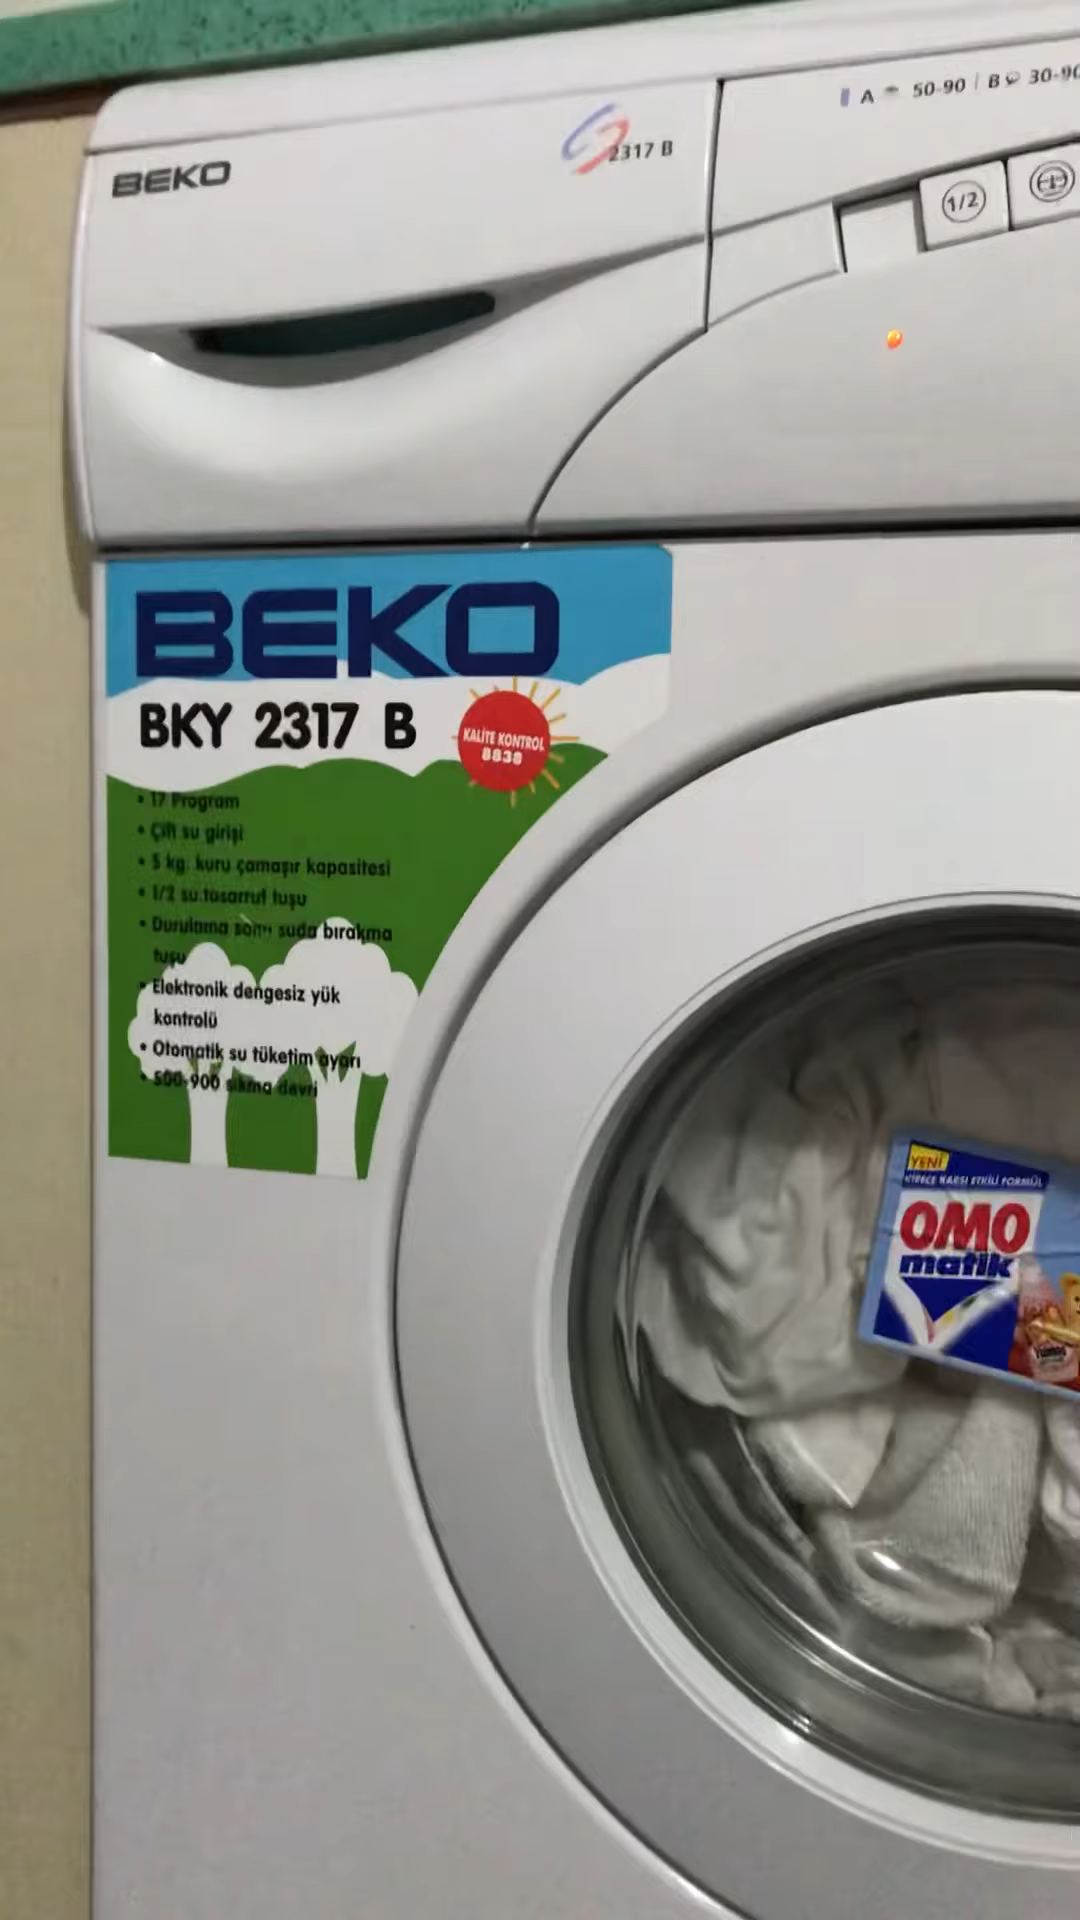 A 50-90 | B 30-90
BEKO
2317 B
1/2
BEKO
BKY 2317 B
KALİTE KONTROL
8838
• 17 Program
• Çift su girişi
• 5 kg. kuru çamaşır kapasitesi
• 1/2 su tasarruf tuşu
• Durulama sonu suda bırakma
tuşu
• Elektronik dengesiz yük
kontrolü
• Otomatik su tüketim ayarı
• 500-900 sıkma devri
YENİ
KİRECE KARŞI ETKİLİ FORMÜL
OMO
matik